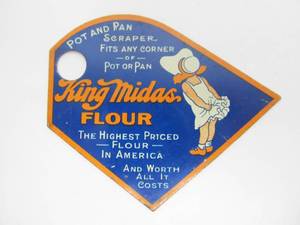 POT AND PAN
SCRAPER
FITS ANY CORNER
OF
POT OR PAN
King Midas
FLOUR
THE HIGHEST PRICED
— FLOUR —
IN AMERICA
AND WORTH
ALL IT
COSTS